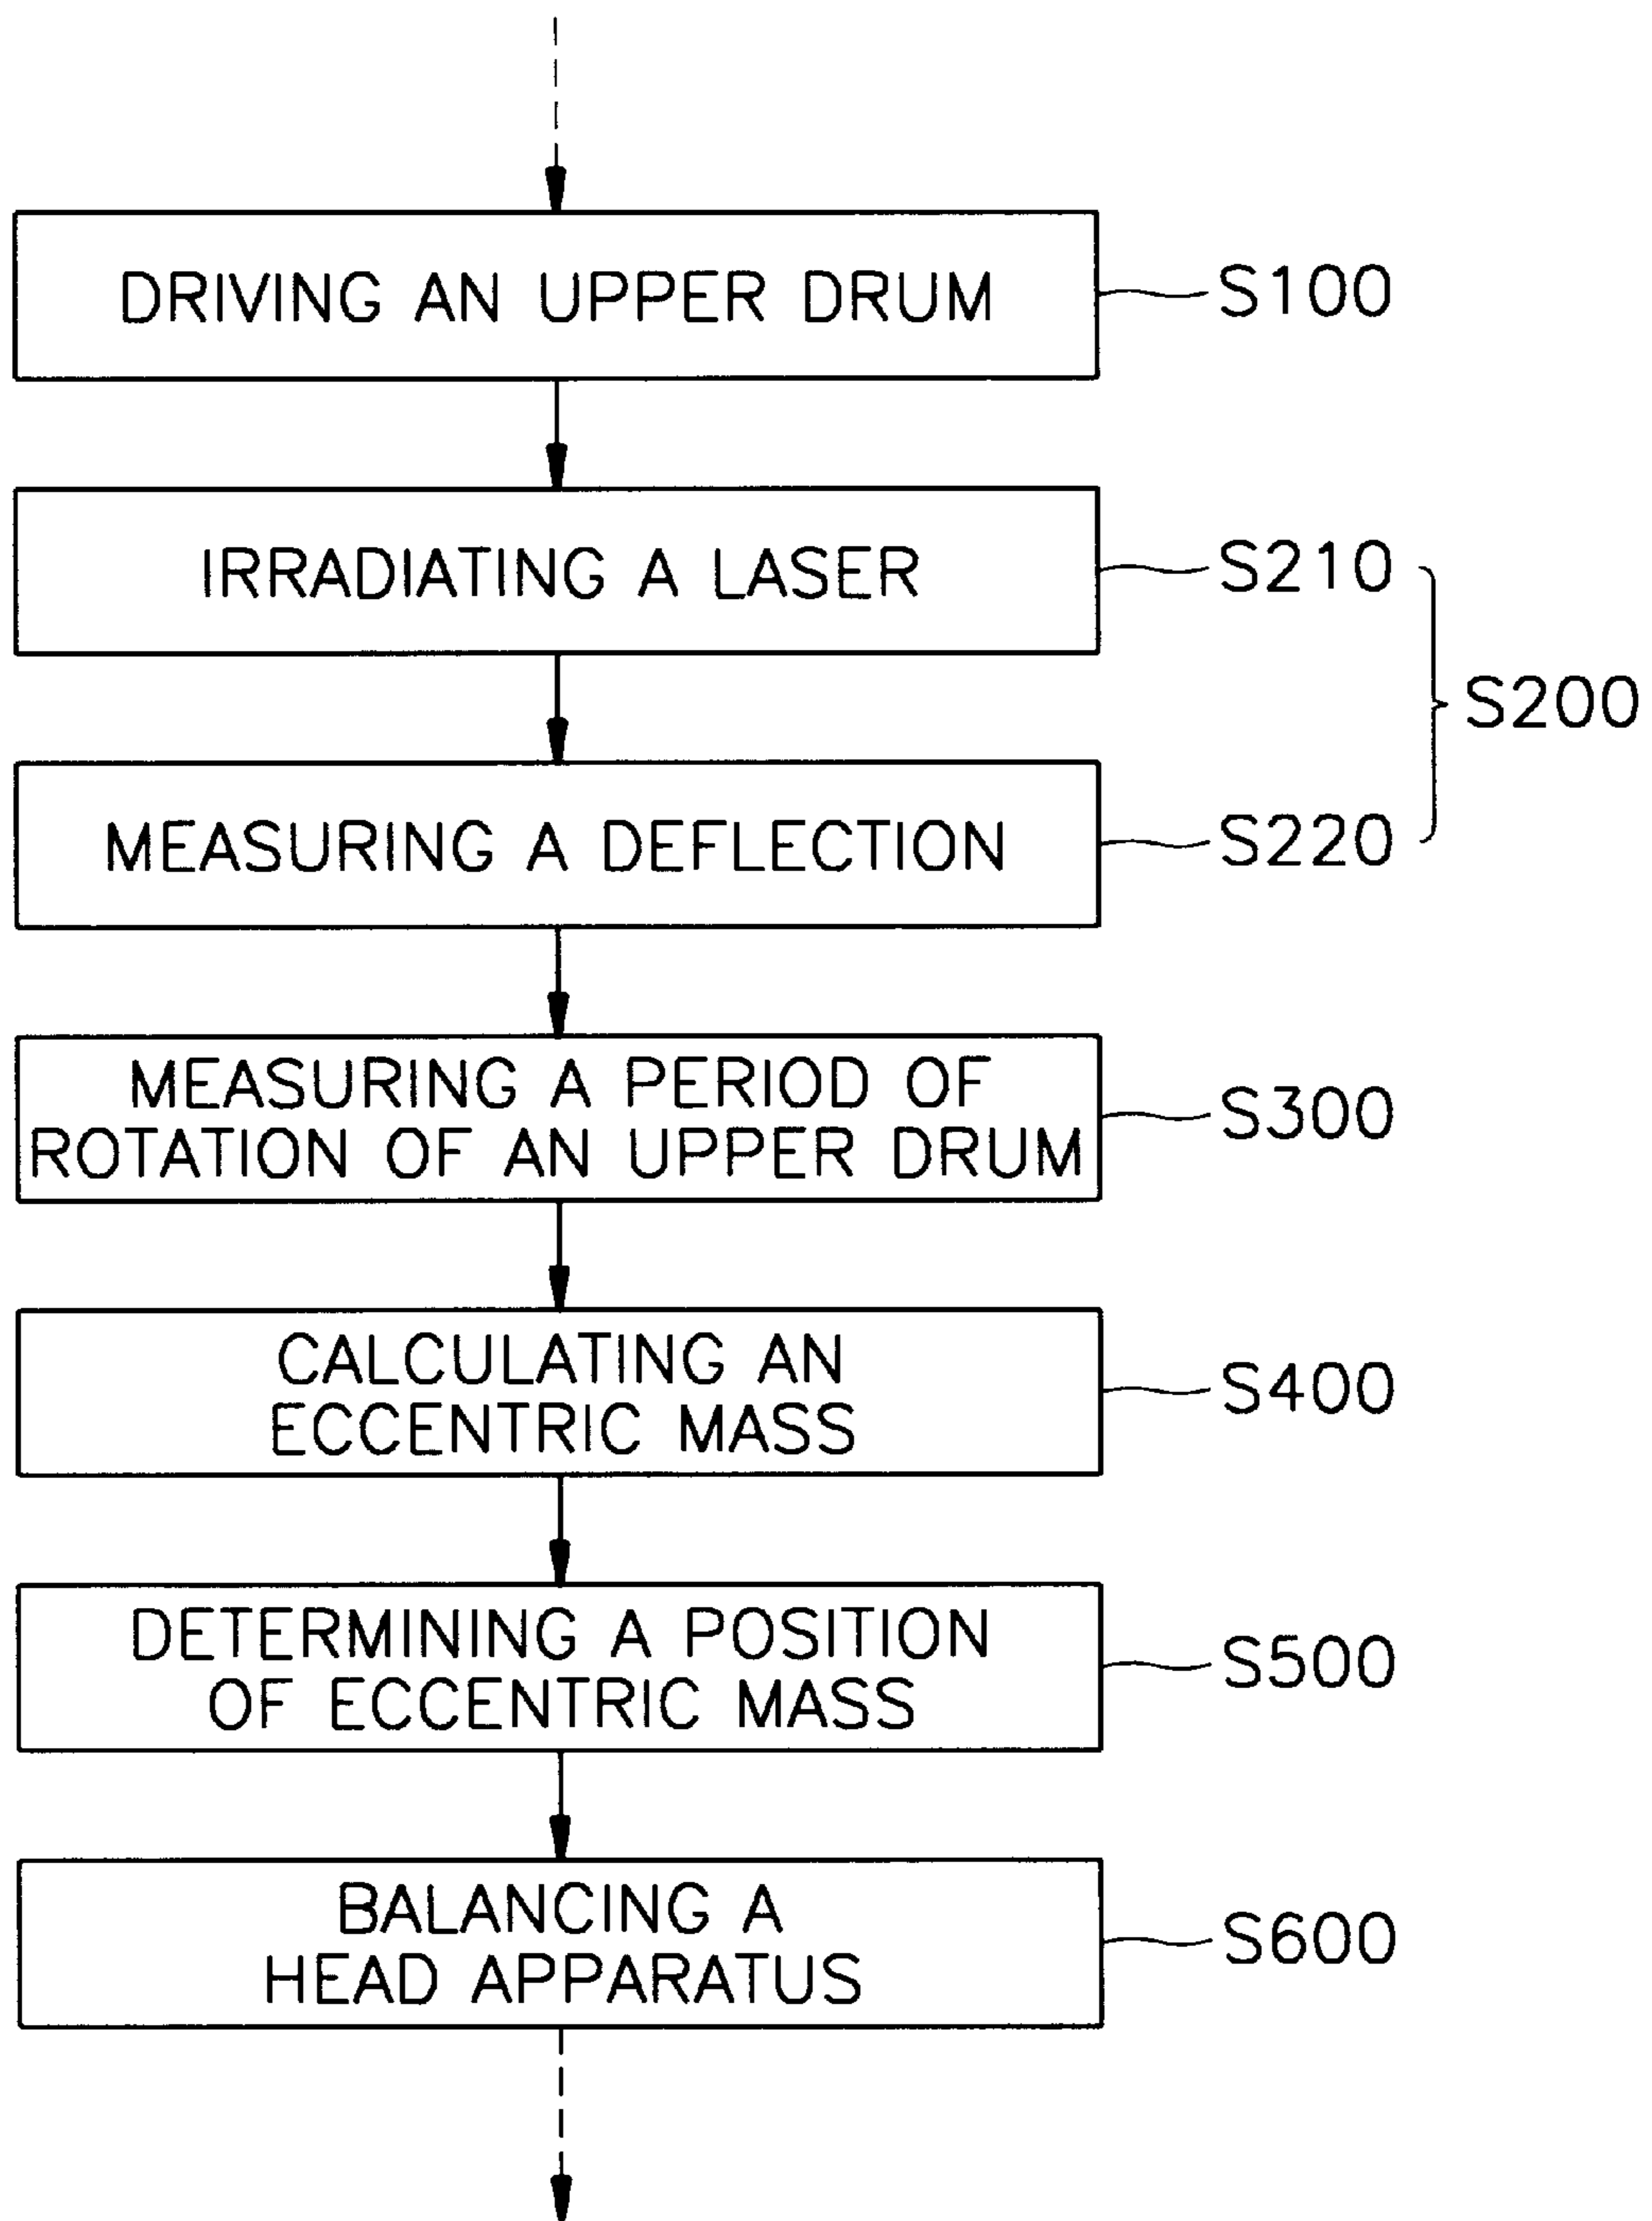 DRIVING AN UPPER DRUM
S100
IRRADIATING A LASER
S210
S200
MEASURING A DEFLECTION
S220
MEASURING A PERIOD OF
ROTATION OF AN UPPER DRUM
S300
CALCULATING AN
ECCENTRIC MASS
S400
DETERMINING A POSITION
OF ECCENTRIC MASS
S500
BALANCING A
HEAD APPARATUS
S600